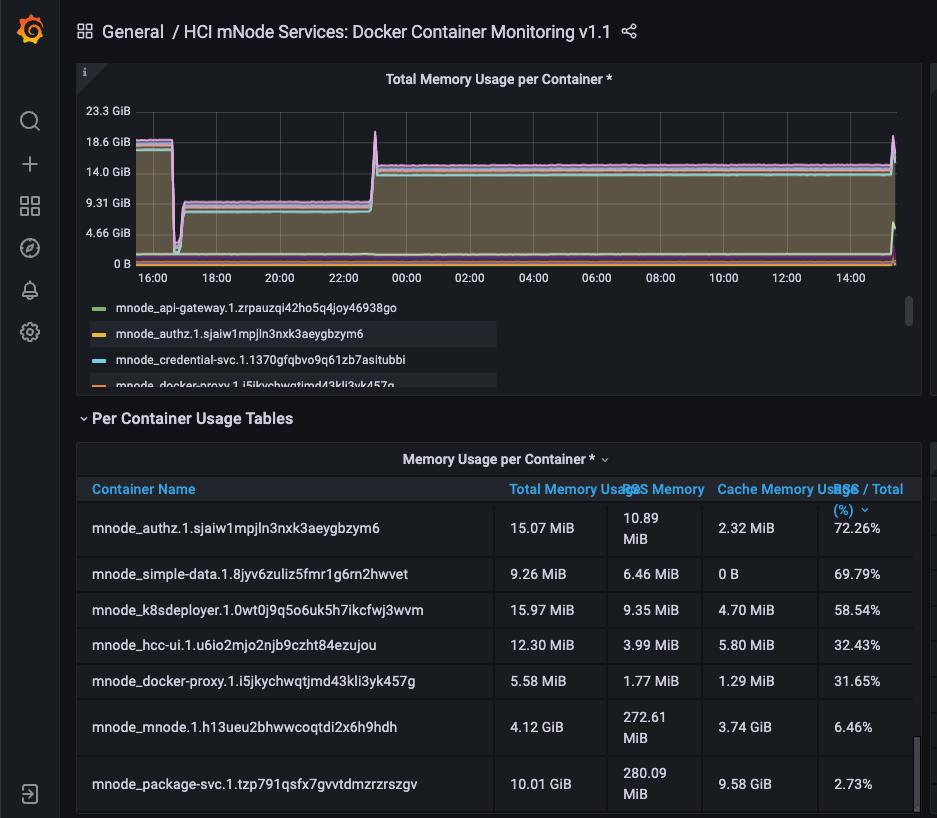 General / HCI mNode Services: Docker Container Monitoring v1.1
i
Total Memory Usage per Container *
23.3 GiB
18.6 GiB
14.0 GiB
9.31 GiB
4.66 GiB
0 B
16:00 18:00 20:00 22:00 00:00 02:00 04:00 06:00 08:00 10:00 12:00 14:00
mnode_api-gateway.1.zrpauzqi42ho5q4joy46938go
mnode_authz.1.sjaiw1mpjln3nxk3aeygbzym6
mnode_credential-svc.1.1370gfqbvo9q61zb7asitubbi
mnode_docker-proxy.1.i5jkychwqtjmd43kli3yk457g
Per Container Usage Tables
Memory Usage per Container *
Container Name Total Memory Usage RSS Memory Cache Memory Usage RSS / Total
(%)
mnode_authz.1.sjaiw1mpjln3nxk3aeygbzym6 15.07 MiB 10.89 MiB 2.32 MiB 72.26%
mnode_simple-data.1.8jyv6zuliz5fmr1g6rn2hwvet 9.26 MiB 6.46 MiB 0 B 69.79%
mnode_k8sdeployer.1.0wt0j9q5o6uk5h7ikcfwj3wvm 15.97 MiB 9.35 MiB 4.70 MiB 58.54%
mnode_hcc-ui.1.u6io2mjo2njb9czht84ezujou 12.30 MiB 3.99 MiB 5.80 MiB 32.43%
mnode_docker-proxy.1.i5jkychwqtjmd43kli3yk457g 5.58 MiB 1.77 MiB 1.29 MiB 31.65%
mnode_mnode.1.h13ueu2bhwwcoqtdi2x6h9hdh 4.12 GiB 272.61 MiB 3.74 GiB 6.46%
mnode_package-svc.1.tzp791qsfx7gvvtdmzrzrszgv 10.01 GiB 280.09 MiB 9.58 GiB 2.73%